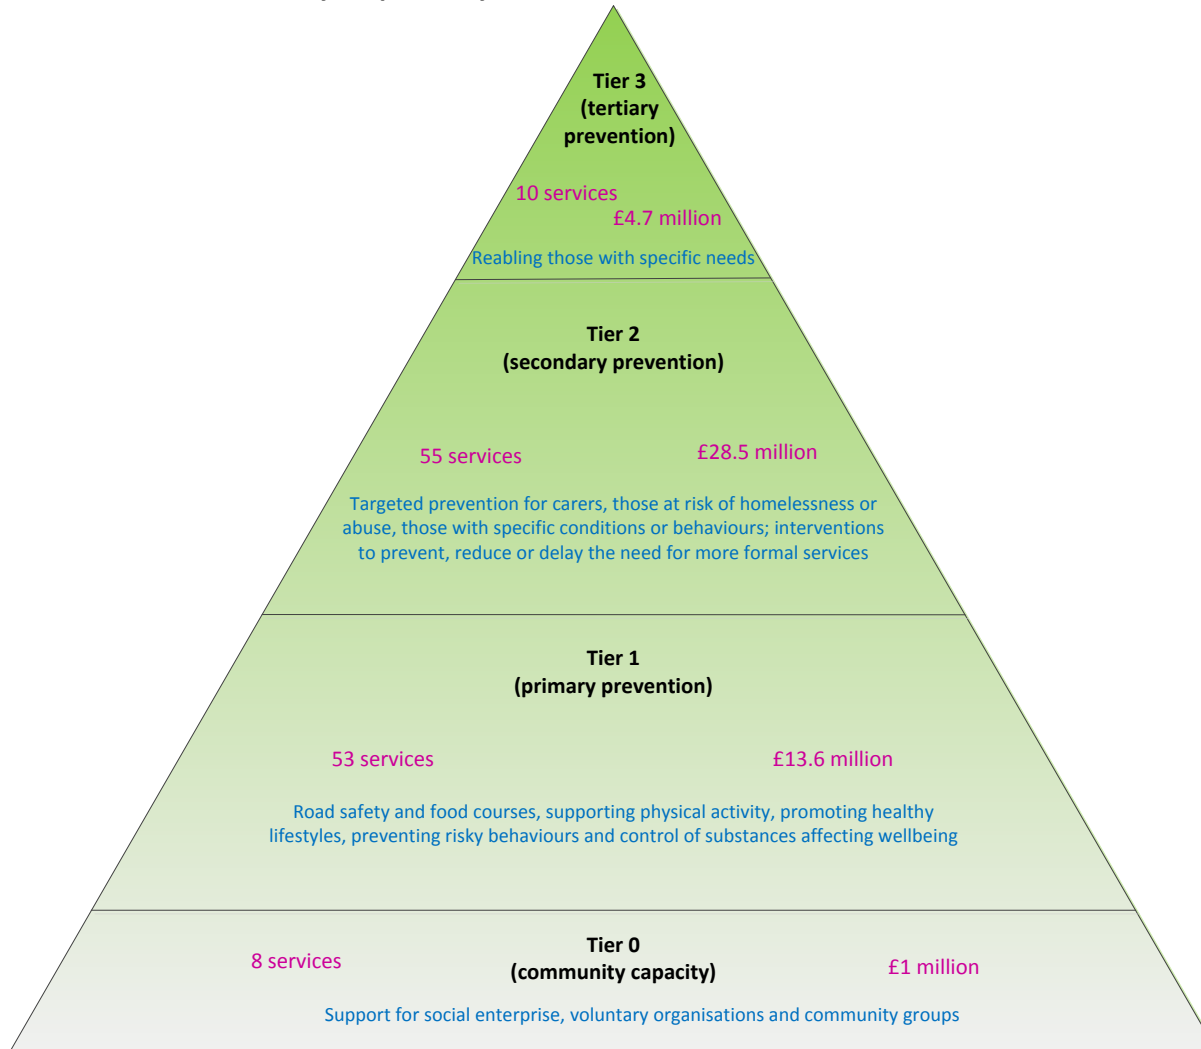 Tier 3
(tertiary
prevention)
10 services
£4.7 million
Reabling those with specific needs
Tier 2
(secondary prevention)
55 services
£28.5 million
Targeted prevention for carers, those at risk of homelessness or
abuse, those with specific conditions or behaviours; interventions
to prevent, reduce or delay the need for more formal services
Tier 1
(primary prevention)
53 services
£13.6 million
Road safety and food courses, supporting physical activity, promoting healthy
lifestyles, preventing risky behaviours and control of substances affecting wellbeing
Tier 0
(community capacity)
8 services
£1 million
Support for social enterprise, voluntary organisations and community groups